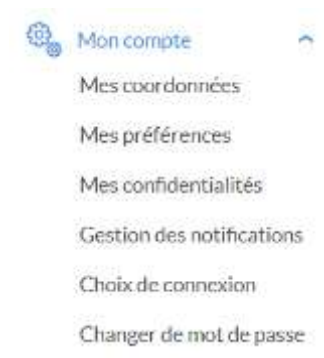 Mon compte
Mes coordonnées
Mes préférences
Mes confidentialités
Gestion des notifications
Choix de connexion
Changer de mot de passe